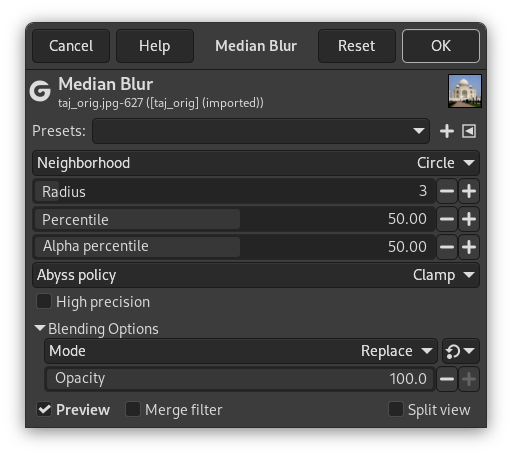 Cancel Help Median Blur Reset OK
Median Blur
taj_orig.jpg-627 ([taj_orig] (imported))
Presets:
Neighborhood Circle
Radius 3
Percentile 50.00
Alpha percentile 50.00
Abyss policy Clamp
High precision
Blending Options
Mode Replace
Opacity 100.0
Preview Merge filter Split view